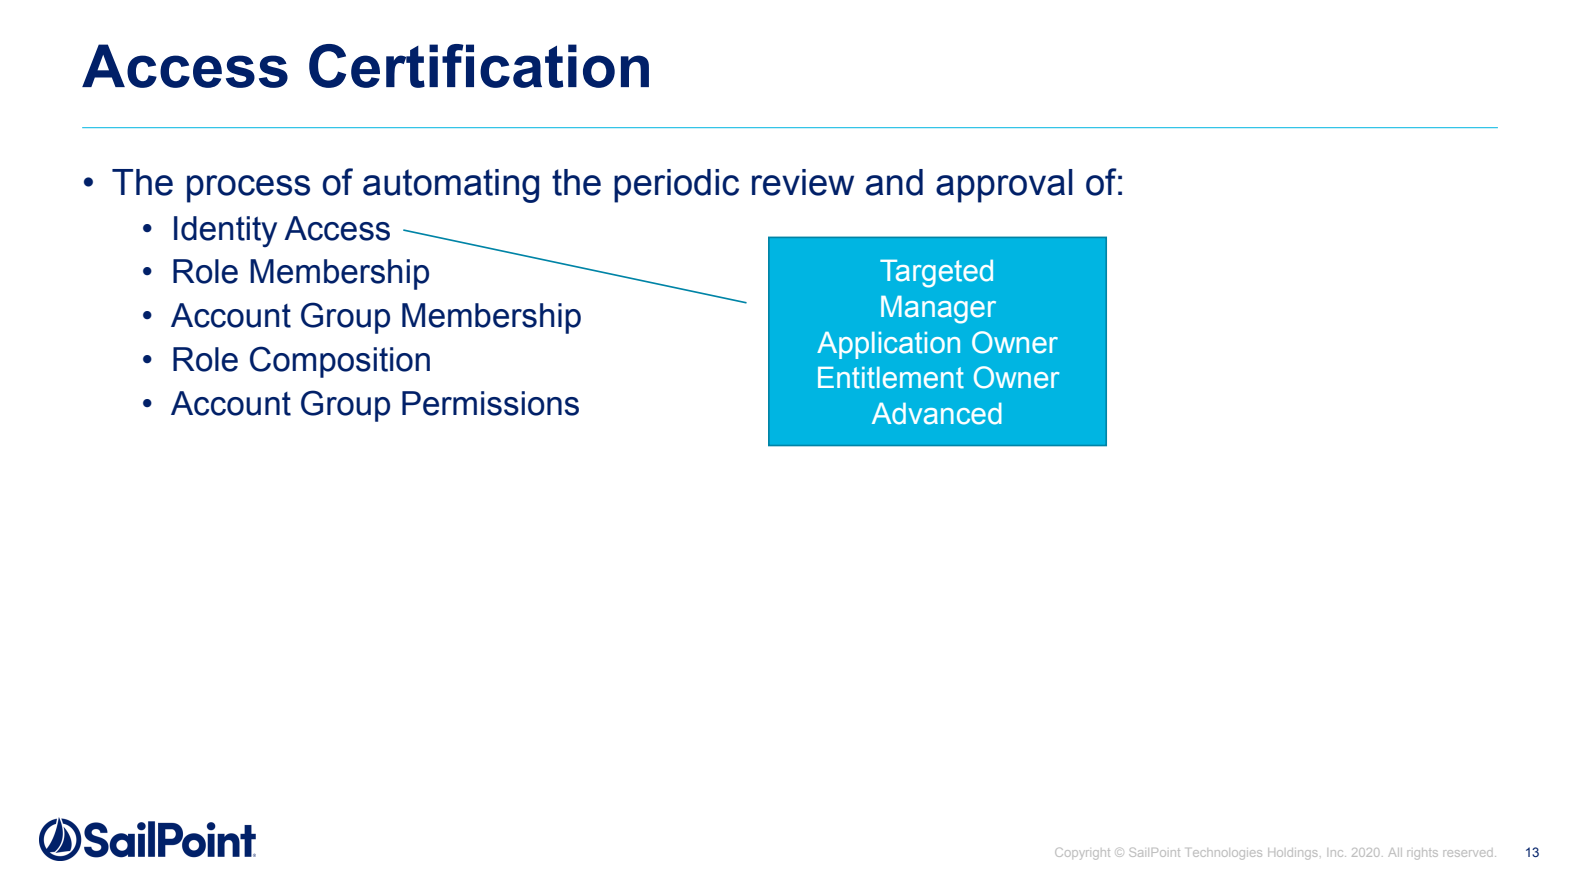 Access Certification
• The process of automating the periodic review and approval of:
• Identity Access
• Role Membership
• Account Group Membership
• Role Composition
• Account Group Permissions
Targeted
Manager
Application Owner
Entitlement Owner
Advanced
SailPoint
Copyright © SailPoint Technologies Holdings, Inc. 2020. All rights reserved. 13